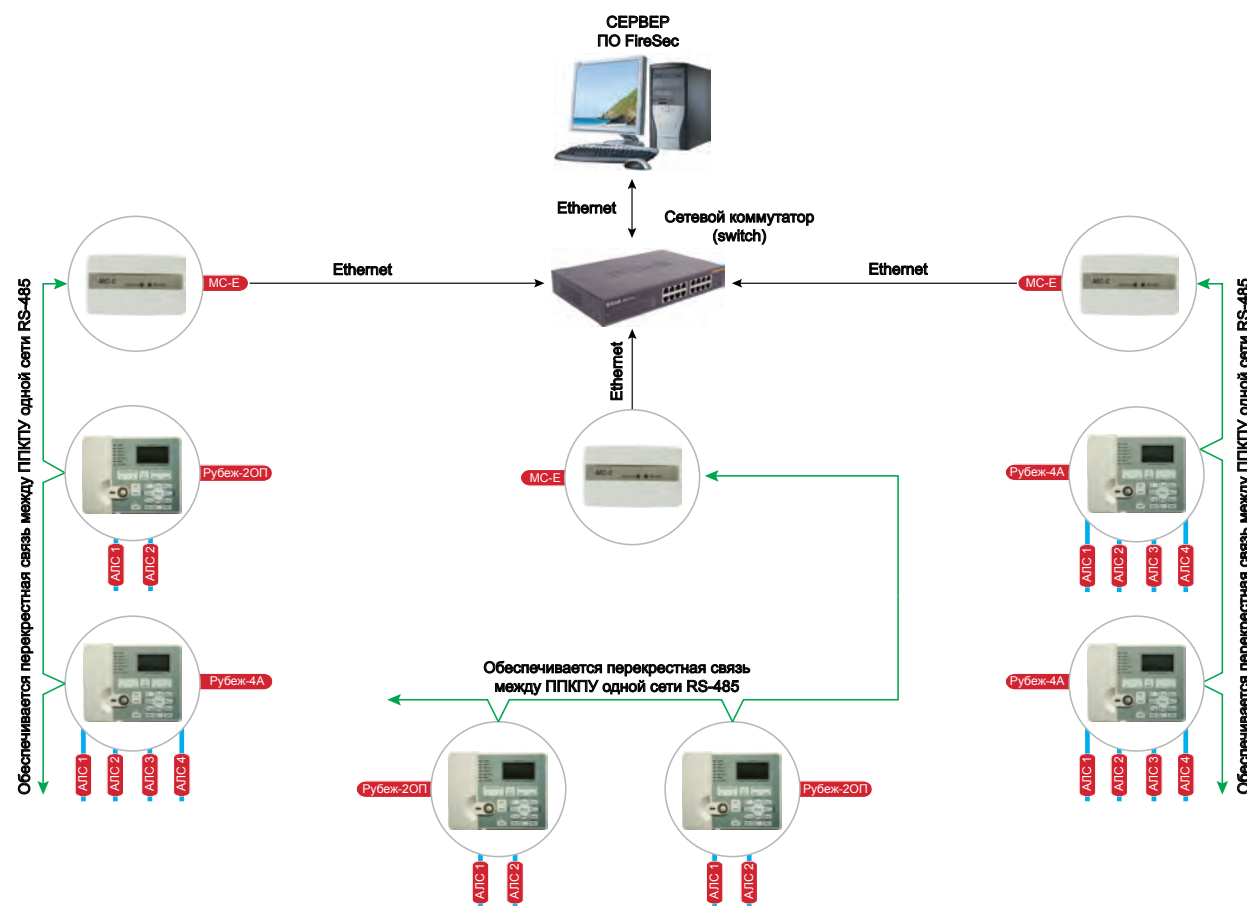 СЕРВЕР
ПО FireSec
Ethernet
Сетевой коммутатор
(switch)
MC-E
МС-Е
Ethernet
Ethernet
МС-Е
MC-E
Ethernet
МС-Е
MC-E
Обеспечивается перекрестная связь между ППКПУ одной сети RS-485
Рубеж-2ОП
АЛС 1
АЛС 2
Рубеж-4А
АЛС 1
АЛС 2
АЛС 3
АЛС 4
Обеспечивается перекрестная связь
между ППКПУ одной сети RS-485
Рубеж-2ОП
АЛС 1
АЛС 2
Рубеж-2ОП
АЛС 1
АЛС 2
Рубеж-4А
АЛС 1
АЛС 2
АЛС 3
АЛС 4
Рубеж-4А
АЛС 1
АЛС 2
АЛС 3
АЛС 4
Обеспечивается перекрестная связь между ППКПУ одной сети RS-485